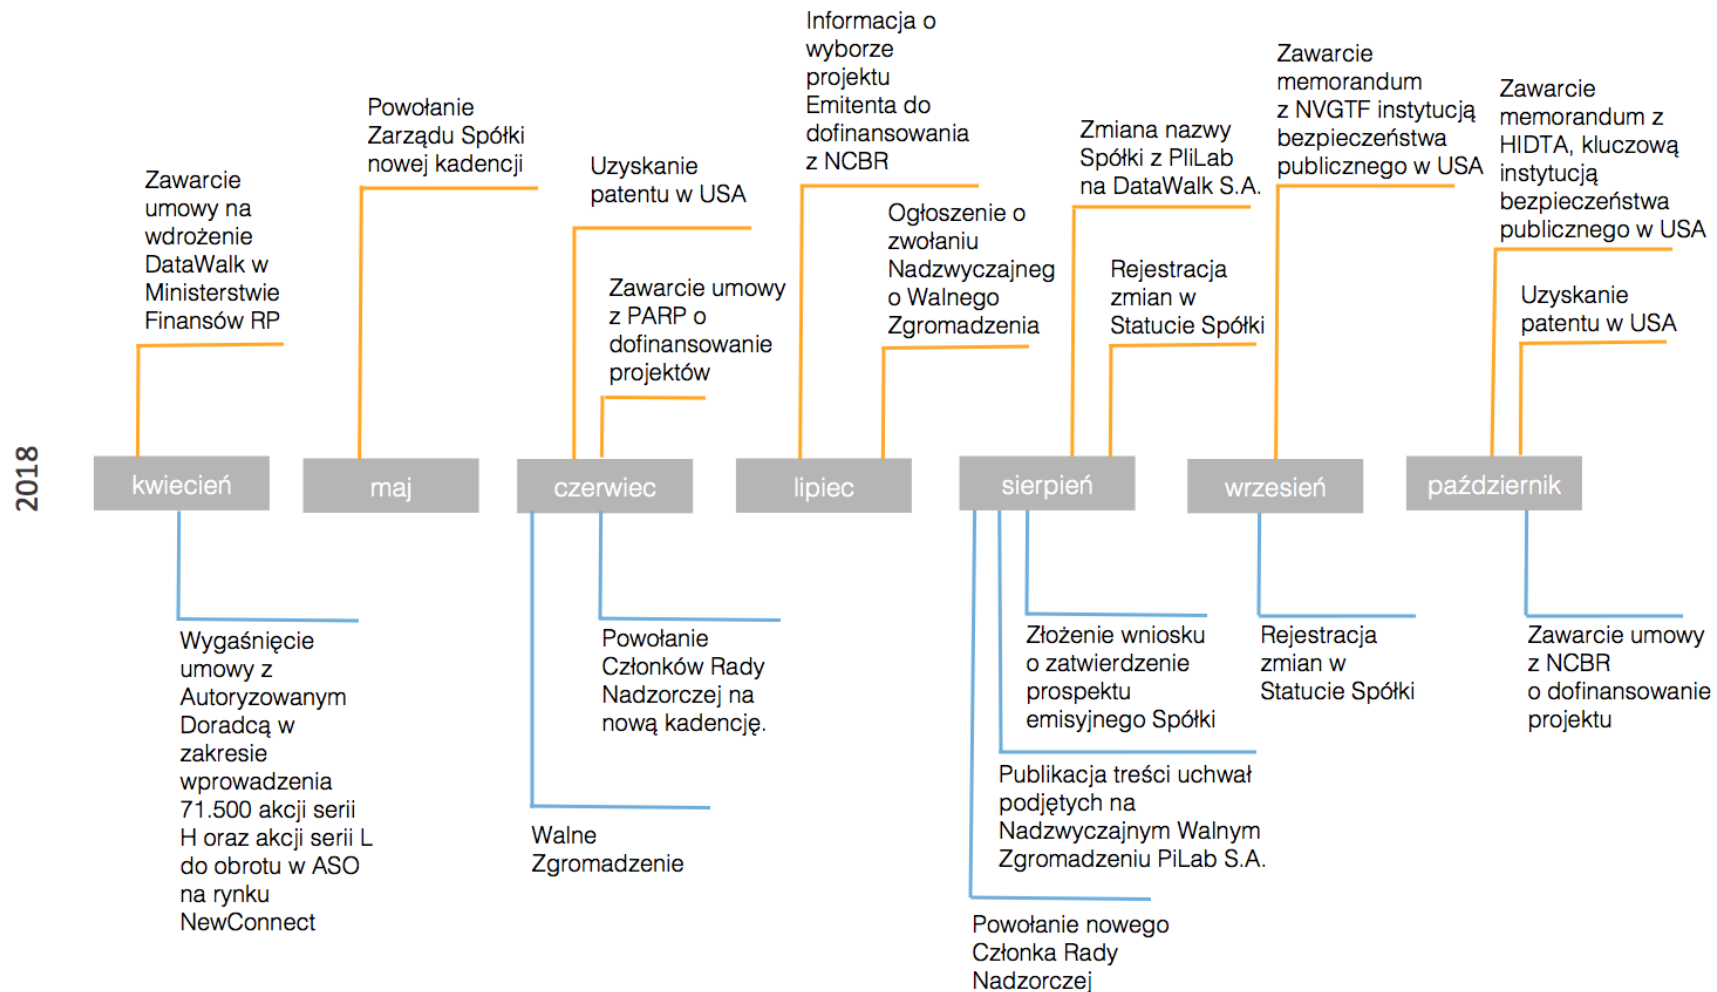 Informacja o
wyborze
projektu
Emitenta do
dofinansowania
z NCBR
Zawarcie
memorandum
z NVGTF instytucją
bezpieczeństwa
publicznego w USA
Zawarcie
memorandum z
HIDTA, kluczową
instytucją
bezpieczeństwa
publicznego w USA
Powołanie
Zarządu Spółki
nowej kadencji
Zmiana nazwy
Spółki z PliLab
na DataWalk S.A.
Uzyskanie
patentu w USA
Zawarcie
umowy na
wdrożenie
DataWalk w
Ministerstwie
Finansów RP
Ogłoszenie o
zwołaniu
Nadzwyczajneg
o Walnego
Zgromadzenia
Rejestracja
zmian w
Statucie Spółki
Zawarcie umowy
z PARP o
dofinansowanie
projektów
Uzyskanie
patentu w USA
2018
kwiecień
maj
czerwiec
lipiec
sierpień
wrzesień
październik
Wygaśnięcie
umowy z
Autoryzowanym
Doradcą w
zakresie
wprowadzenia
71.500 akcji serii
H oraz akcji serii L
do obrotu w ASO
na rynku
NewConnect
Powołanie
Członków Rady
Nadzorczej na
nową kadencję.
Walne
Zgromadzenie
Złożenie wniosku
o zatwierdzenie
prospektu
emisyjnego Spółki
Publikacja treści uchwał
podjętych na
Nadzwyczajnym Walnym
Zgromadzeniu PiLab S.A.
Powołanie nowego
Członka Rady
Nadzorczej
Rejestracja
zmian w
Statucie Spółki
Zawarcie umowy
z NCBR
o dofinansowanie
projektu